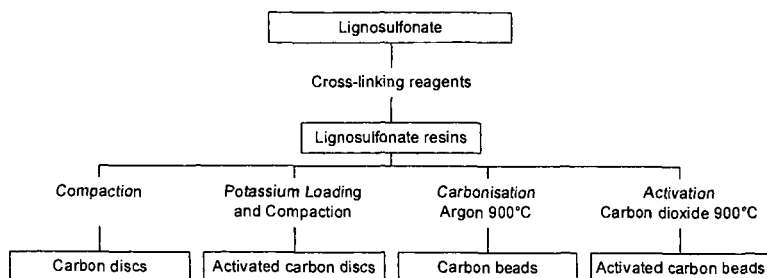 Lignosulfonate
Cross-linking reagents
Lignosulfonate resins
Compaction
Potassium Loading
and Compaction
Carbonisation
Argon 900°C
Activation
Carbon dioxide 900°C
Carbon discs
Activated carbon discs
Carbon beads
Activated carbon beads